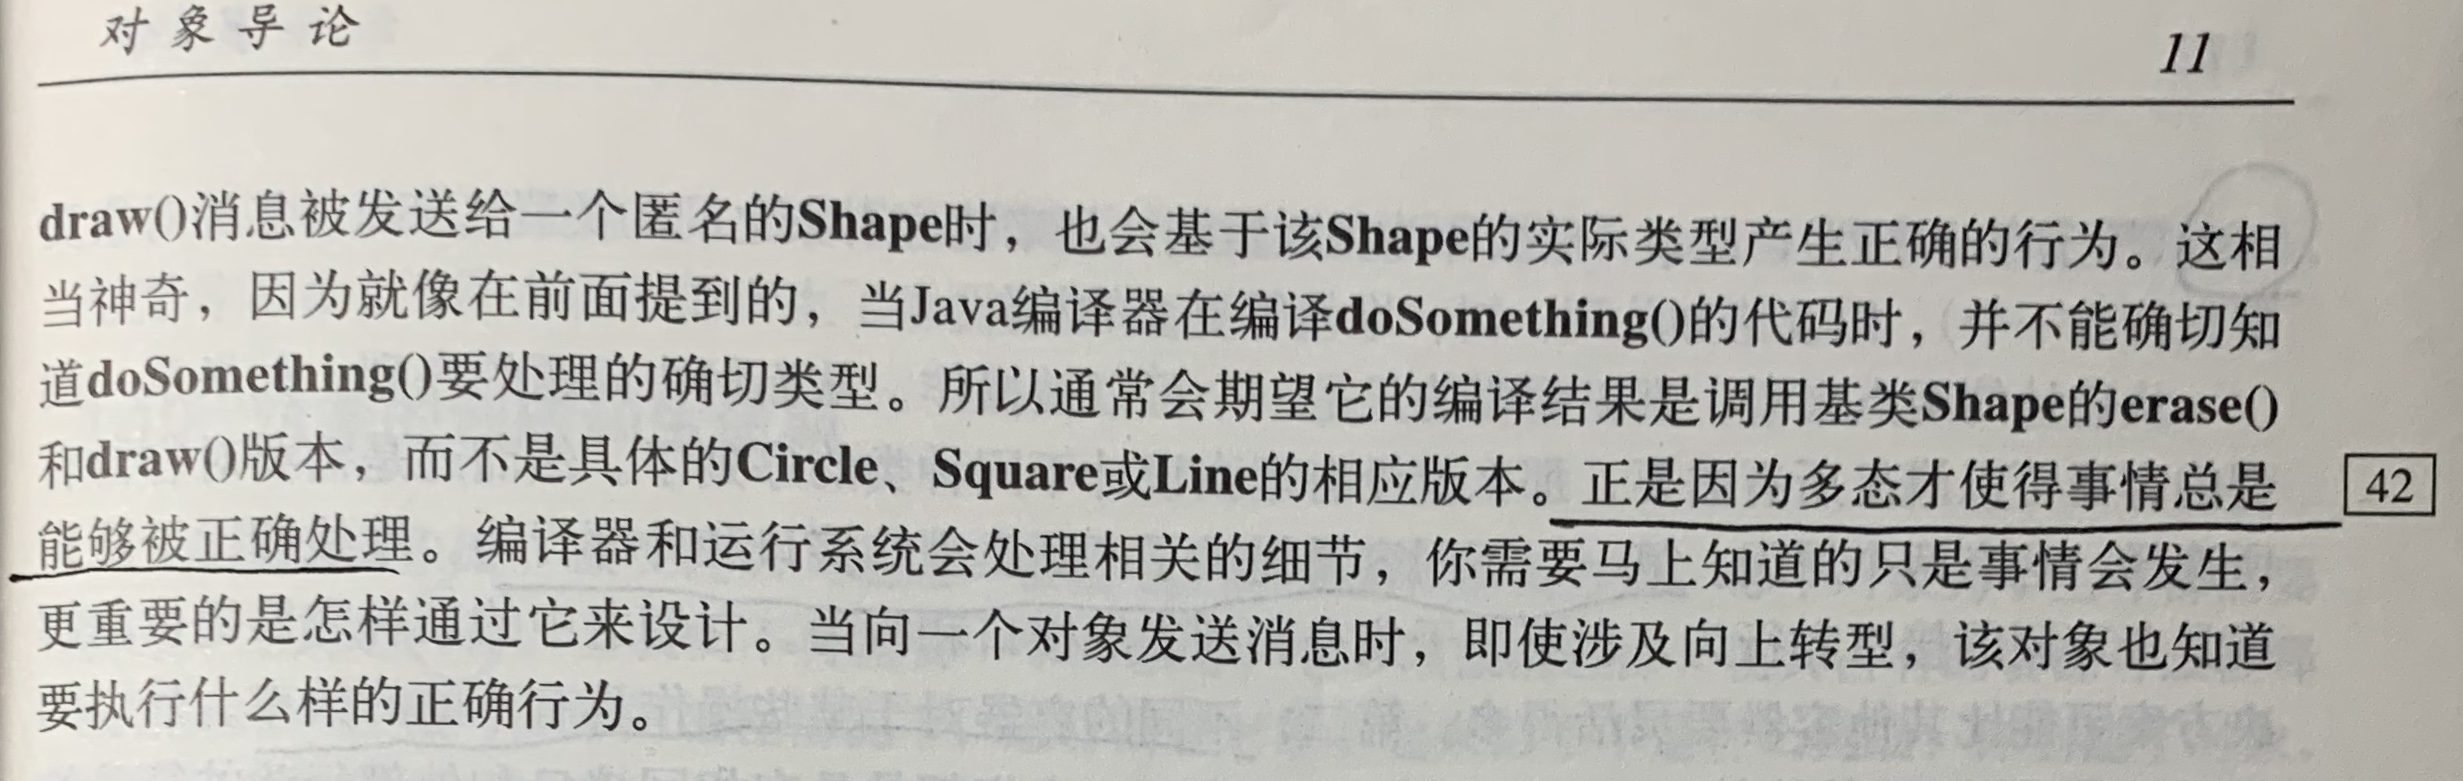 对象导论 11
draw()消息被发送给一个匿名的Shape时，也会基于该Shape的实际类型产生正确的行为。这相
当神奇，因为就像在前面提到的，当Java编译器在编译doSomething()的代码时，并不能确切知
道doSomething()要处理的确切类型。所以通常会期望它的编译结果是调用基类Shape的erase()
和draw()版本，而不是具体的Circle、Square或Line的相应版本。正是因为多态才使得事情总是 42
能够被正确处理。编译器和运行系统会处理相关的细节，你需要马上知道的只是事情会发生，
更重要的是怎样通过它来设计。当向一个对象发送消息时，即使涉及向上转型，该对象也知道
要执行什么样的正确行为。